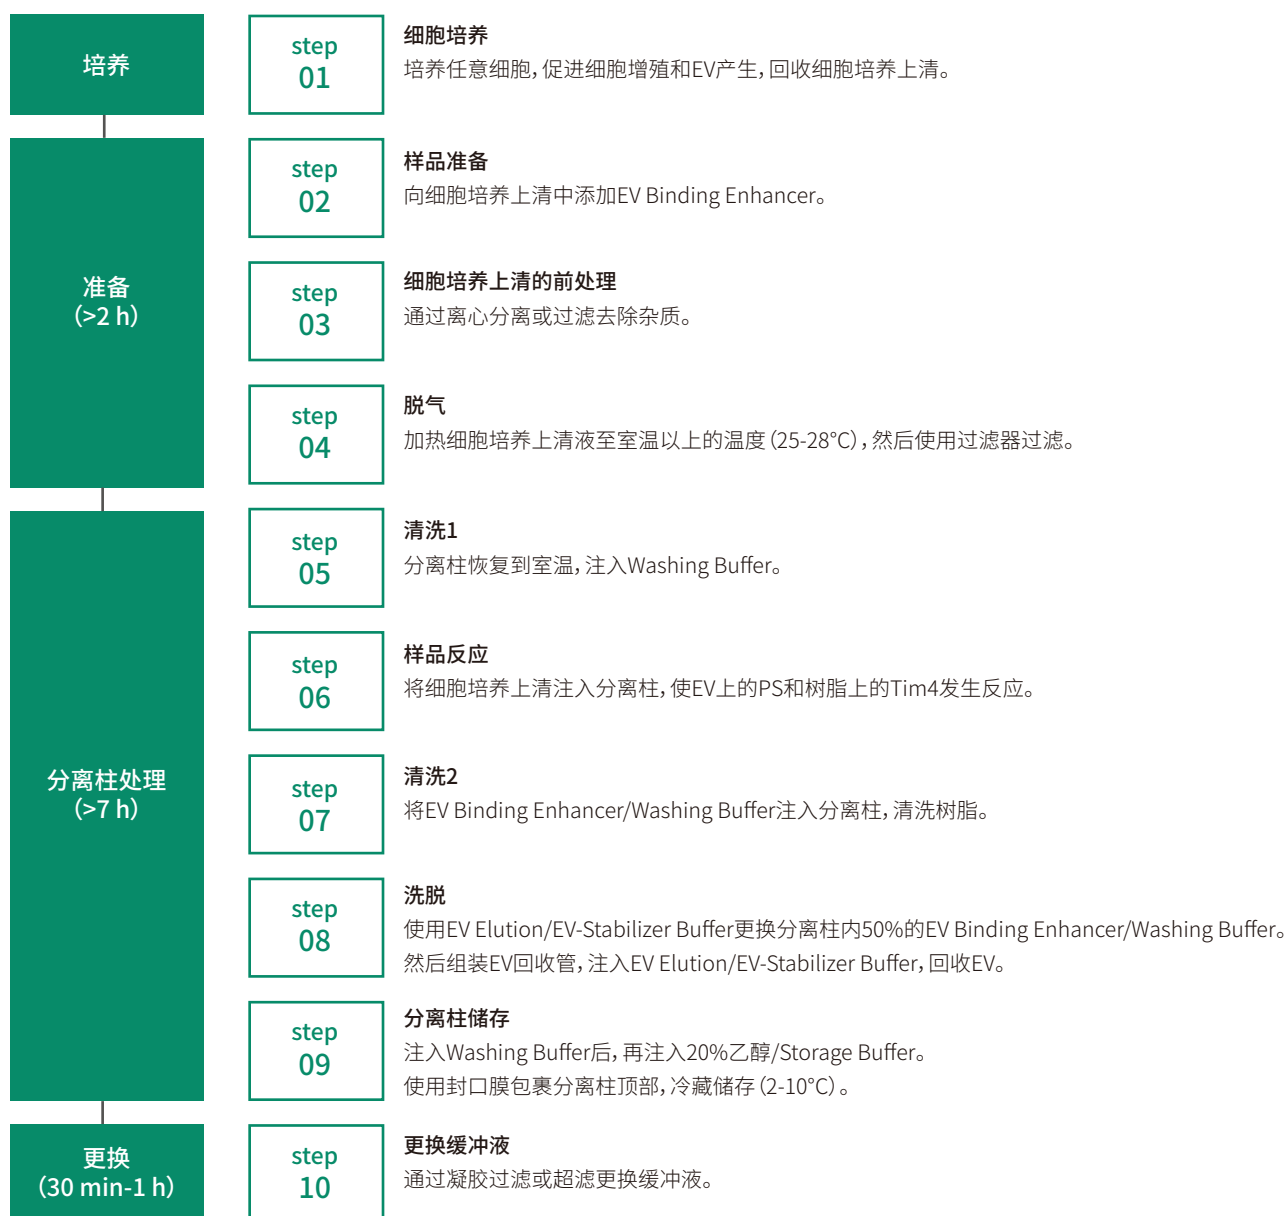 培养
step
01
细胞培养
培养任意细胞，促进细胞增殖和EV产生，回收细胞培养上清。
准备
（>2 h）
step
02
样品准备
向细胞培养上清中添加EV Binding Enhancer。
step
03
细胞培养上清的前处理
通过离心分离或过滤去除杂质。
step
04
脱气
加热细胞培养上清液至室温以上的温度（25-28°C），然后使用过滤器过滤。
分离柱处理
（>7 h）
step
05
清洗1
分离柱恢复到室温，注入Washing Buffer。
step
06
样品反应
将细胞培养上清注入分离柱，使EV上的PS和树脂上的Tim4发生反应。
step
07
清洗2
将EV Binding Enhancer/Washing Buffer注入分离柱，清洗树脂。
step
08
洗脱
使用EV Elution/EV-Stabilizer Buffer更换分离柱内50%的EV Binding Enhancer/Washing Buffer。
然后组装EV回收管，注入EV Elution/EV-Stabilizer Buffer，回收EV。
step
09
分离柱储存
注入Washing Buffer后，再注入20%乙醇/Storage Buffer。
使用封口膜包裹分离柱顶部，冷藏储存（2-10°C）。
更换
（30 min-1 h）
step
10
更换缓冲液
通过凝胶过滤或超滤更换缓冲液。